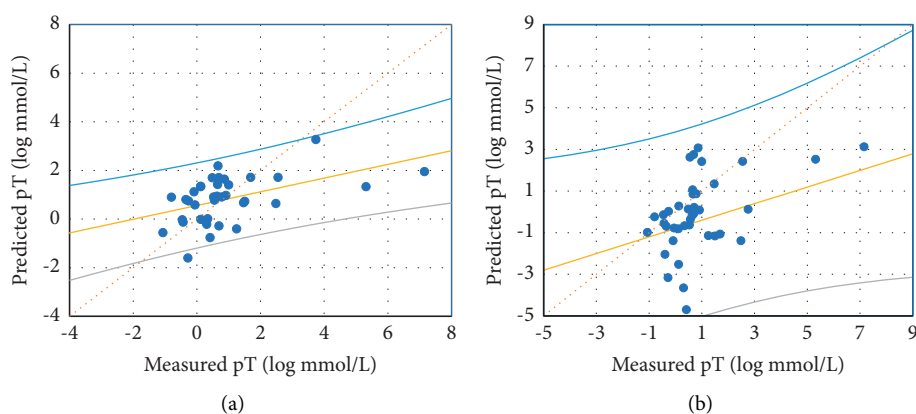 8
6
4
2
0
-2
-4
Predicted pT (log mmol/L)
-4 -2 0 2 4 6 8
Measured pT (log mmol/L)
(a)
9
7
5
3
1
-1
-3
-5
Predicted pT (log mmol/L)
-5 -3 -1 1 3 5 7 9
Measured pT (log mmol/L)
(b)